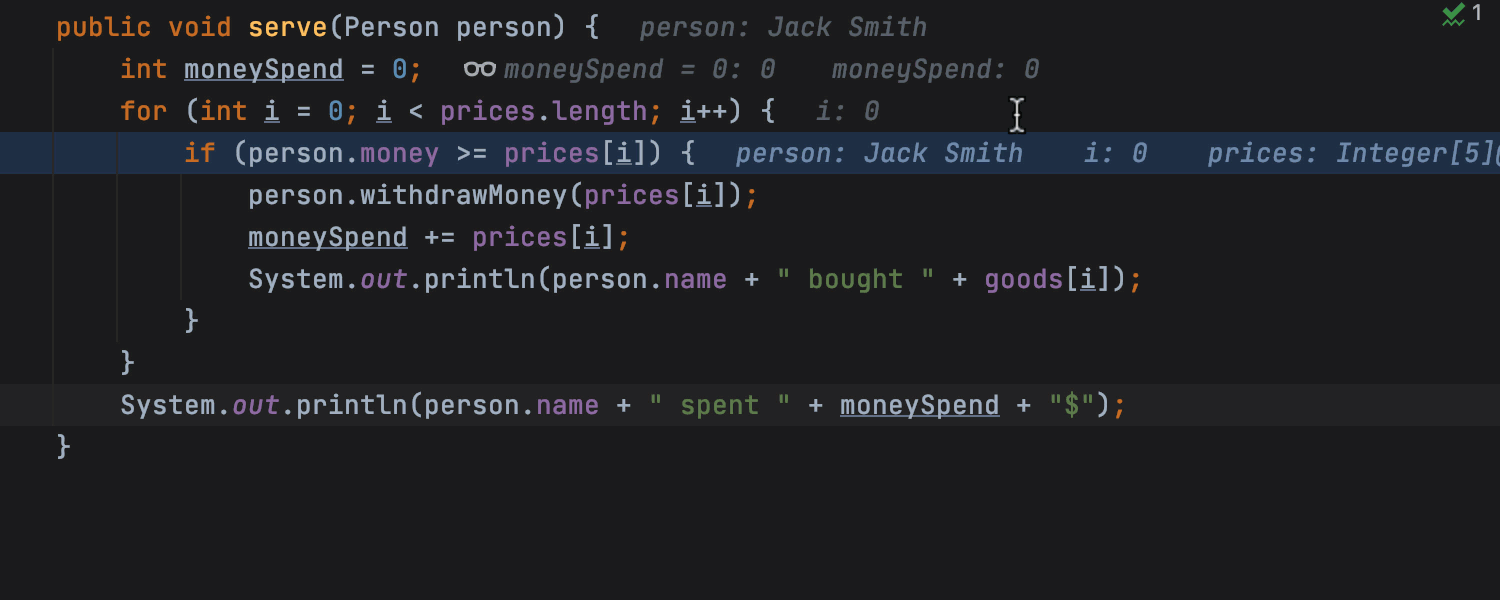 public void serve(Person person) {  person: Jack Smith
    int moneySpend = 0;  moneySpend = 0: 0  moneySpend: 0
    for (int i = 0; i < prices.length; i++) {  i: 0
        if (person.money >= prices[i]) {  person: Jack Smith  i: 0  prices: Integer[5]
            person.withdrawMoney(prices[i]);
            moneySpend += prices[i];
            System.out.println(person.name + " bought " + goods[i]);
        }
    }
    System.out.println(person.name + " spent " + moneySpend + "$");
}
1